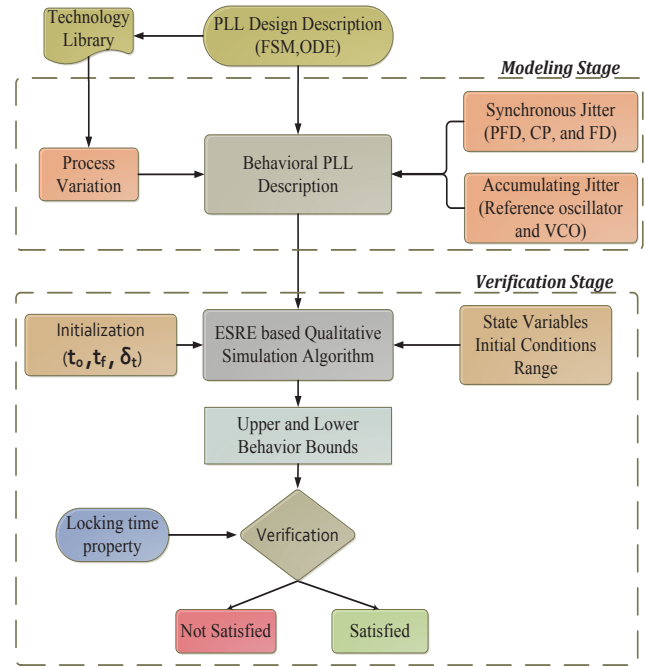 Technology
Library
PLL Design Description
(FSM,ODE)
Modeling Stage
Process
Variation
Behavioral PLL
Description
Synchronous Jitter
(PFD, CP, and FD)
Accumulating Jitter
(Reference oscillator
and VCO)
Verification Stage
Initialization
(to,tf, δt)
ESRE based Qualitative
Simulation Algorithm
State Variables
Initial Conditions
Range
Upper and Lower
Behavior Bounds
Locking time
property
Verification
Not Satisfied
Satisfied